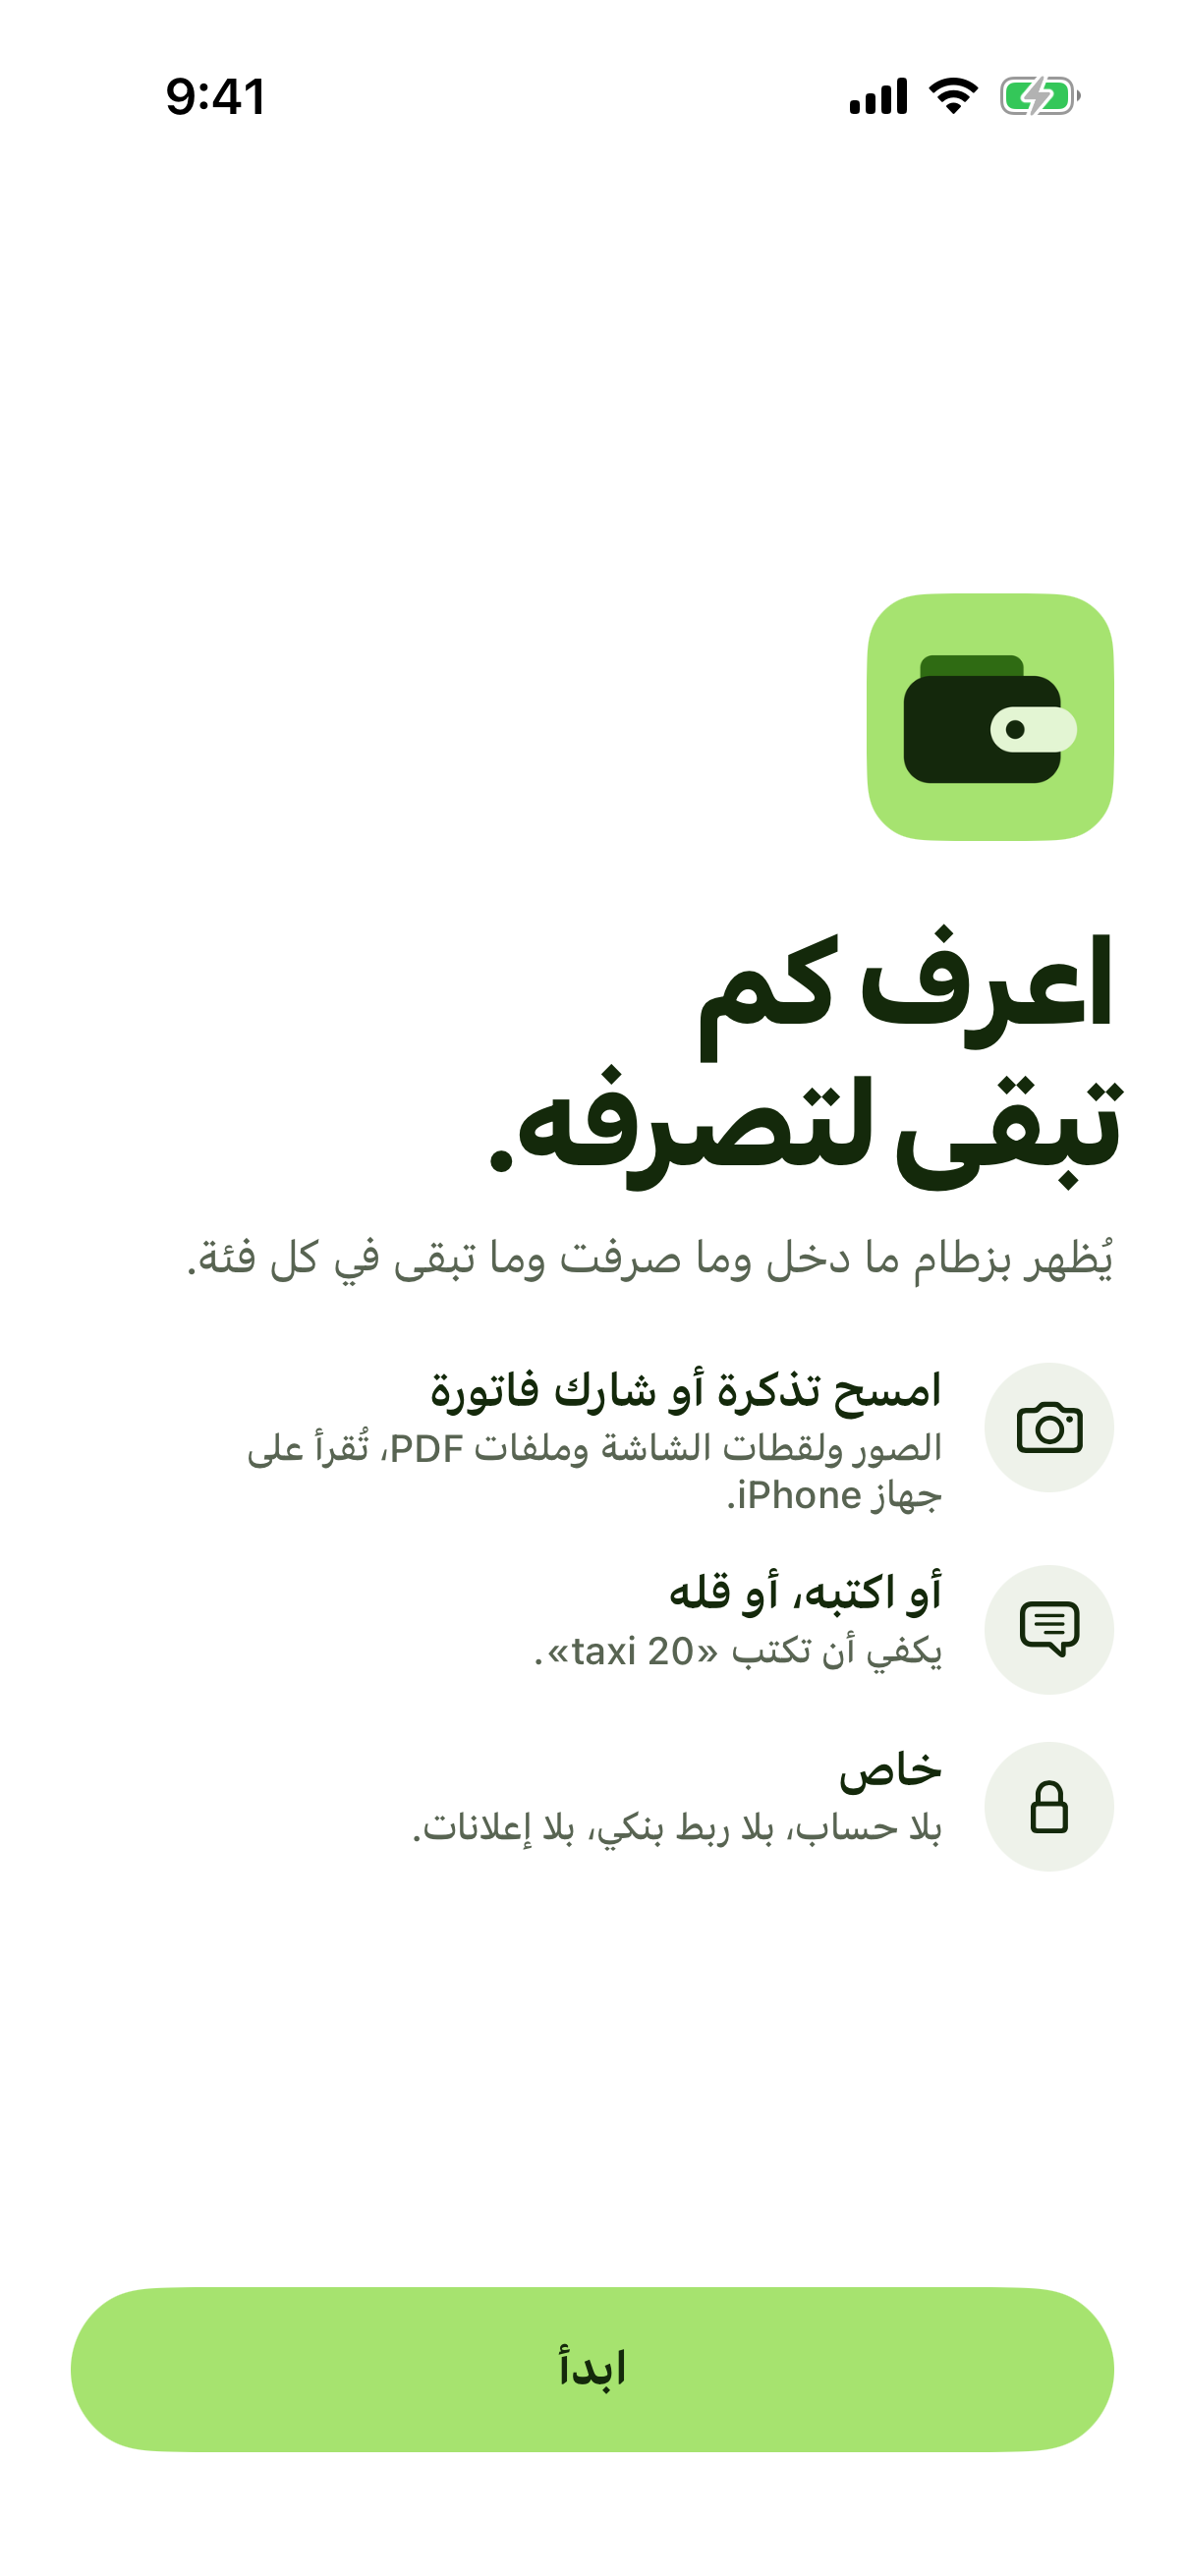 9:41
اعرف كم
تبقى لتصرفه.
يُظهر بزطام ما دخل وما صرفت وما تبقى في كل فئة.
امسح تذكرة أو شارك فاتورة
الصور ولقطات الشاشة وملفات PDF، تُقرأ على
جهاز iPhone.
أو اكتبه، أو قله
يكفي أن تكتب «taxi 20».
خاص
بلا حساب، بلا ربط بنكي، بلا إعلانات.
ابدأ